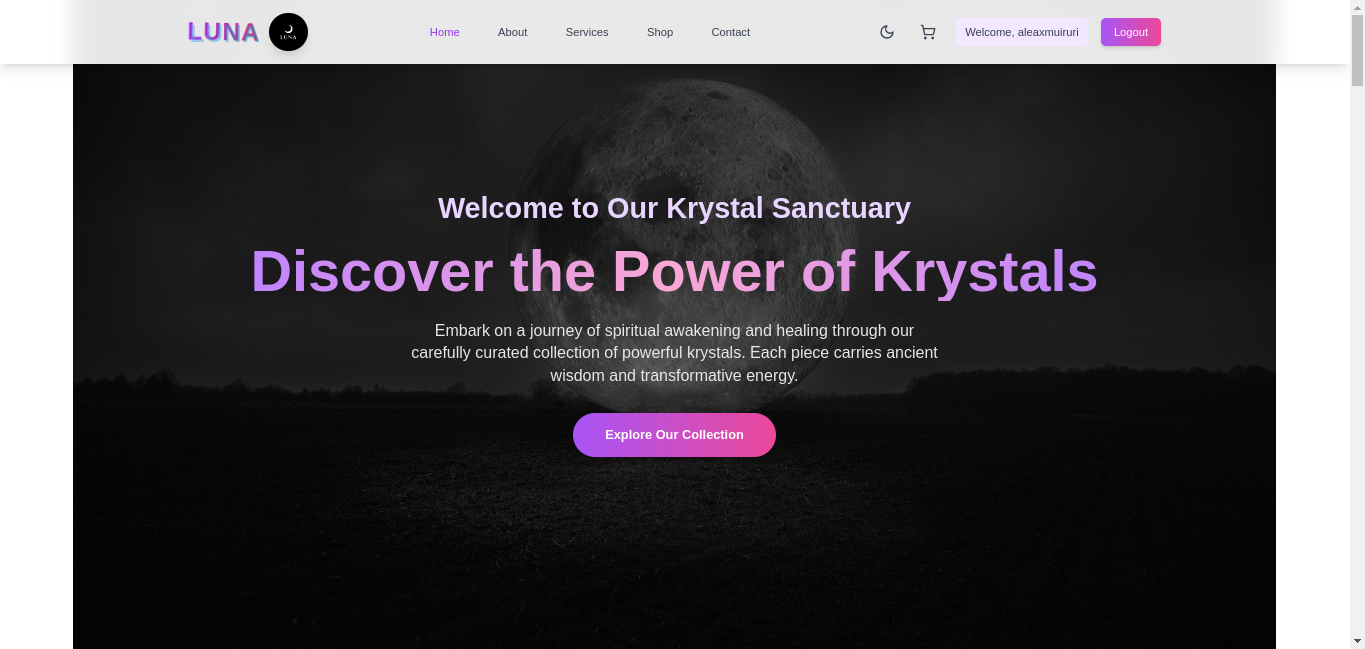 LUNA
LUNA
Home
About
Services
Shop
Contact
Welcome, aleaxmuiruri
Logout
Welcome to Our Krystal Sanctuary
Discover the Power of Krystals
Embark on a journey of spiritual awakening and healing through our
carefully curated collection of powerful krystals. Each piece carries ancient
wisdom and transformative energy.
Explore Our Collection